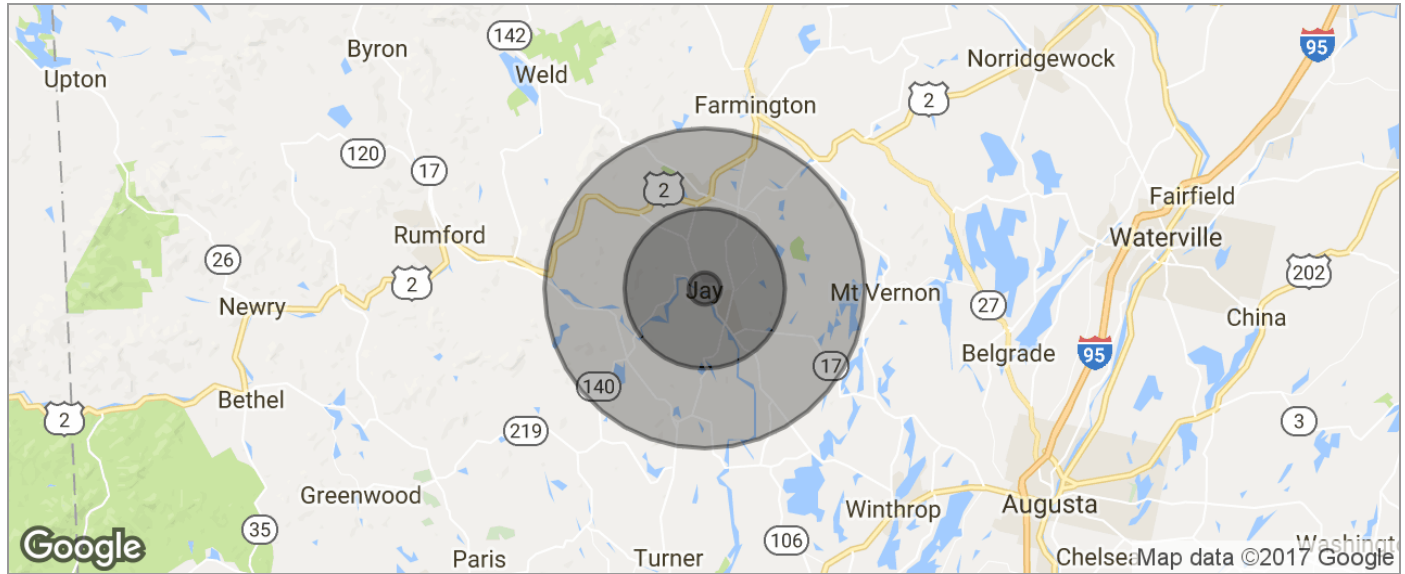 142
Byron
95
Norridgewock
Weld
Upton
2
Farmington
120
17
2
Fairfield
Rumford
Waterville
26
202
2
Jay
Mt Vernon
Newry
27
China
95
Belgrade
17
140
Bethel
2
3
219
Greenwood
Augusta
Winthrop
35
106
Google
Paris
Turner
Chelsea
Map data ©2017 Google